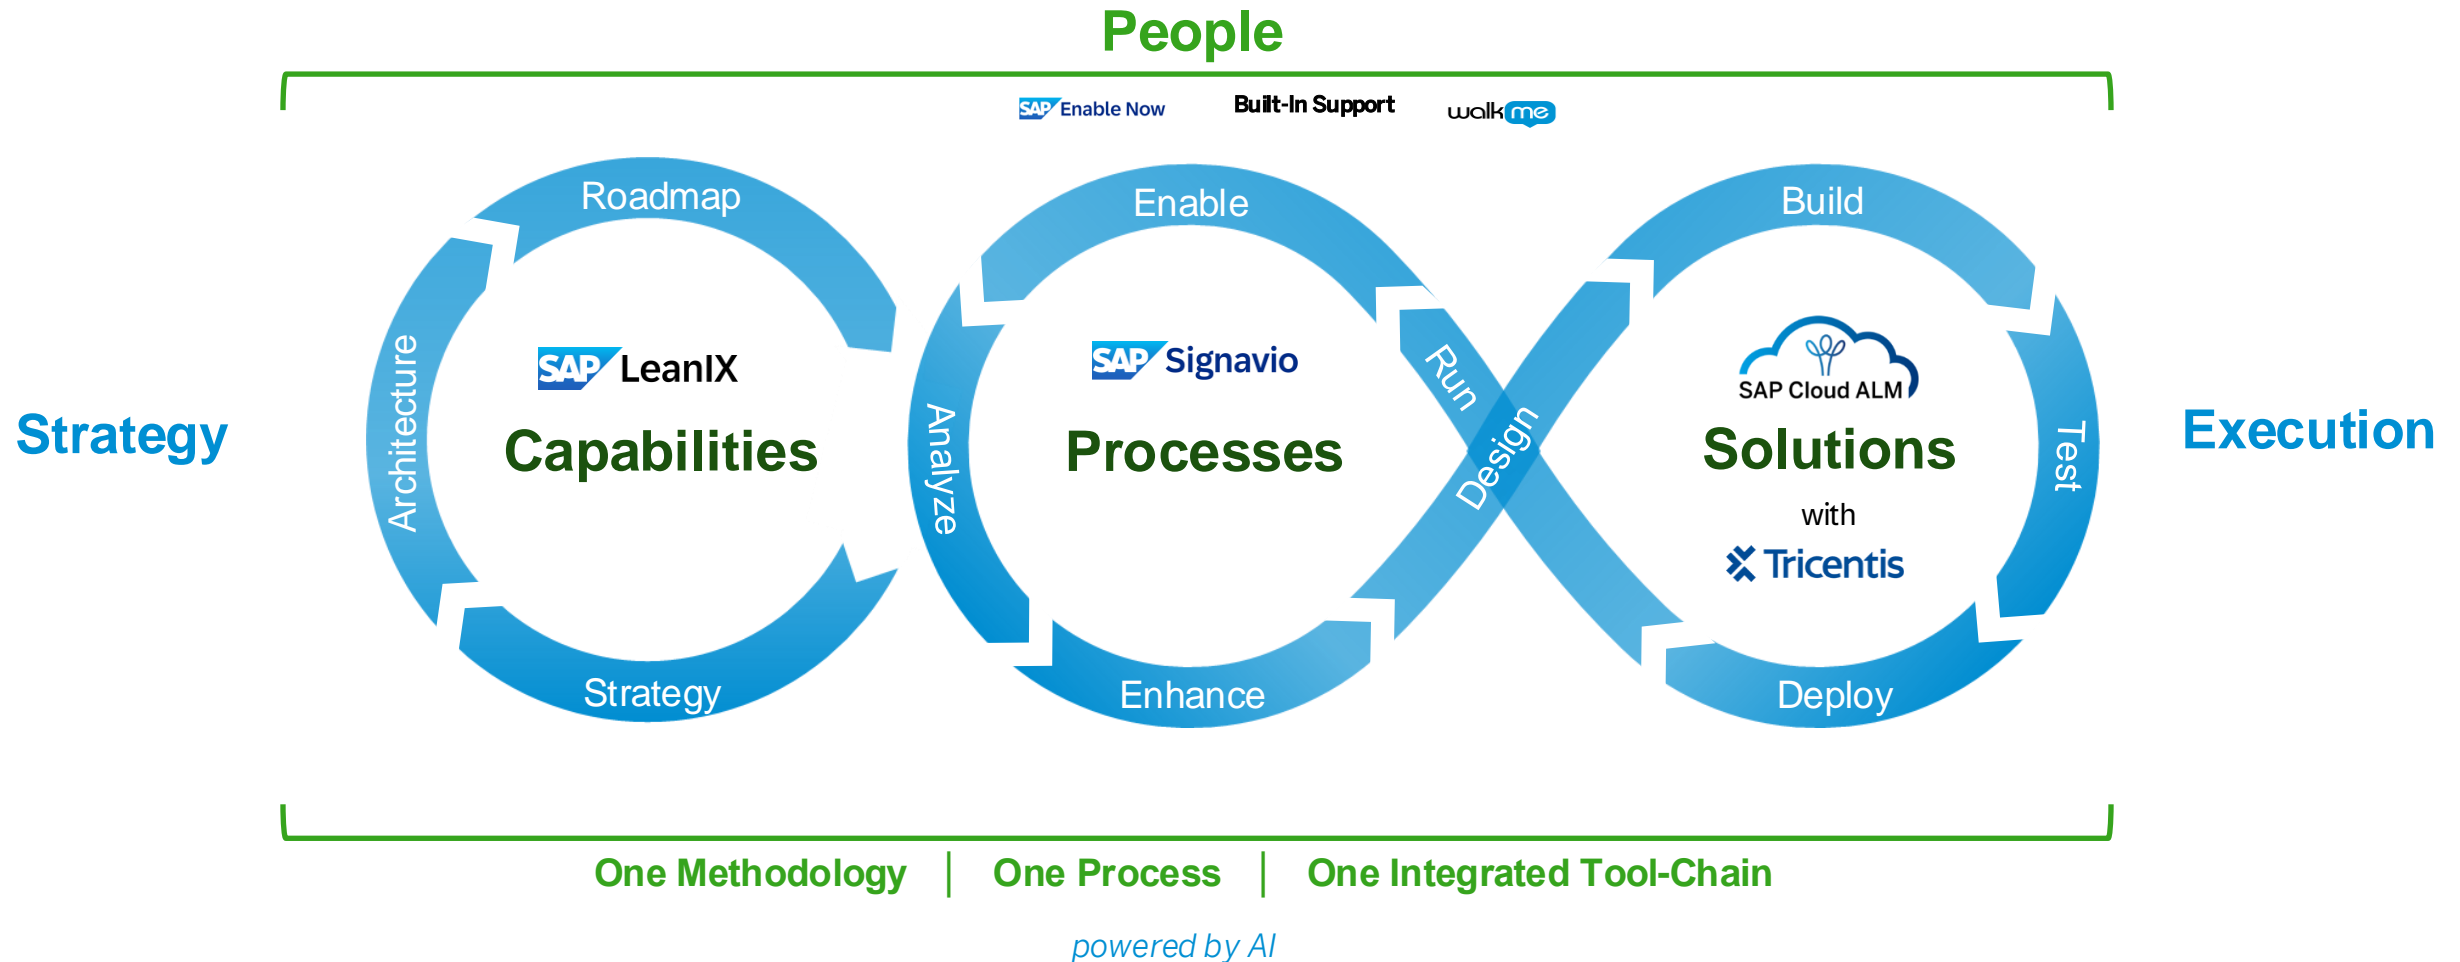 People
SAP Enable Now
Built-In Support
walkme
Roadmap
Architecture
Strategy
SAP LeanIX
Capabilities
Enable
Analyze
Enhance
SAP Signavio
Processes
Run
Design
Build
Test
Deploy
SAP Cloud ALM
Solutions
with
Tricentis
Strategy
Execution
One Methodology
One Process
One Integrated Tool-Chain
powered by AI